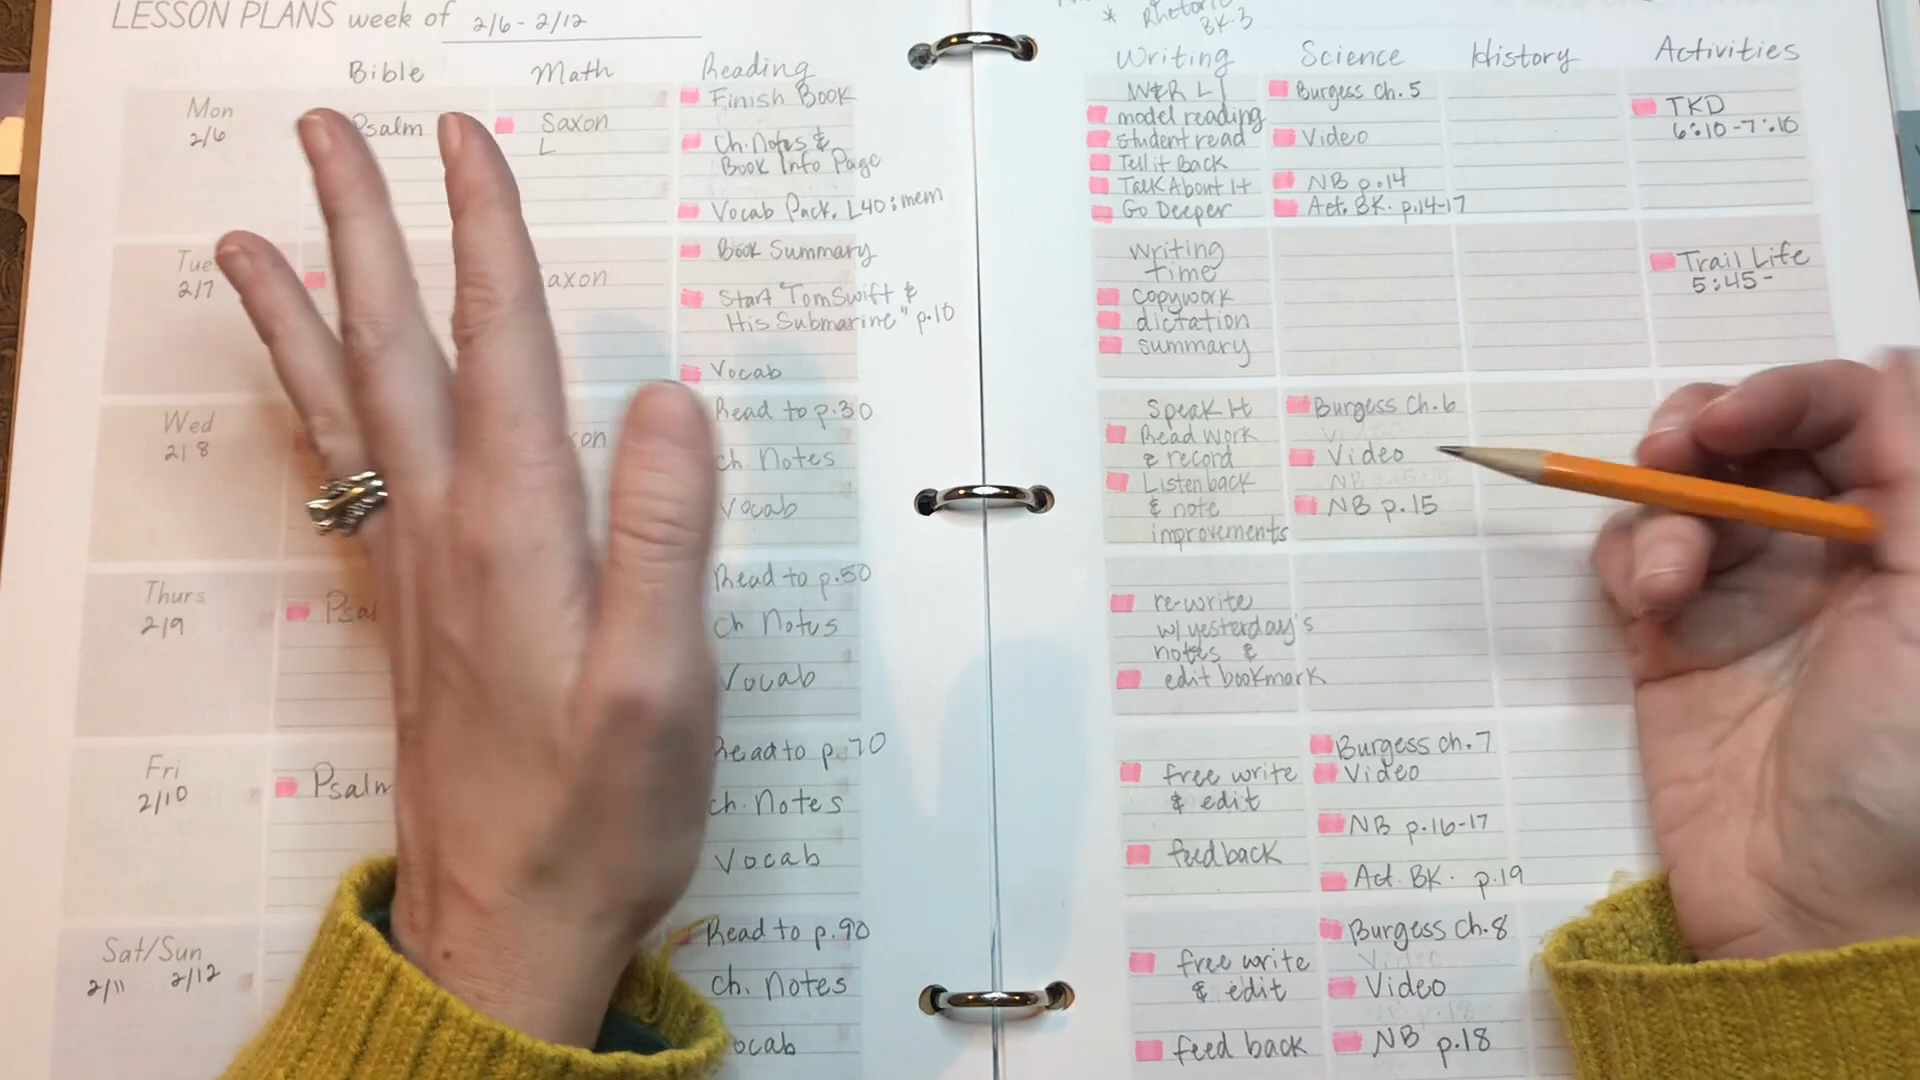 LESSON PLANS week of 2/6 - 2/12
Bible Math Reading
Mon
2/6
Psalm
Saxon
L
Finish Book
Ch. Notes &
Book Info Page
Vocab Pack. L40: mem
Tues
2/7
axon
Book Summary
Start "Tom Swift &
His Submarine" p.10
Vocab
Wed
2/8
on
Read to p.30
ch Notes
Vocab
Thurs
2/9
Psal
Read to p.50
ch Notes
Vocab
Fri
2/10
Psalm
Read to p.70
ch. Notes
Vocab
Sat/Sun
2/11 2/12
Read to p.90
Ch. Notes
ocab
* Rhetoric
BK.3
Writing Science History Activities
W&R L1
model reading
student read
Tell it Back
Talk About It
Go Deeper
Burgess Ch. 5
Video
NB p.14
Act. BK. p.14-17
TKD
6:10-7:10
Writing
time
copywork
dictation
summary
Trail Life
5:45-
Speak It
Read work
& record
Listen back
& note
improvements
Burgess Ch.6
Video
NB p.15
re-write
w/ yesterday's
notes &
edit bookmark
free write
& edit
feedback
Burgess Ch.7
Video
NB p.16-17
Act. BK. p.19
free write
& edit
feed back
Burgess Ch.8
Video
NB p.18